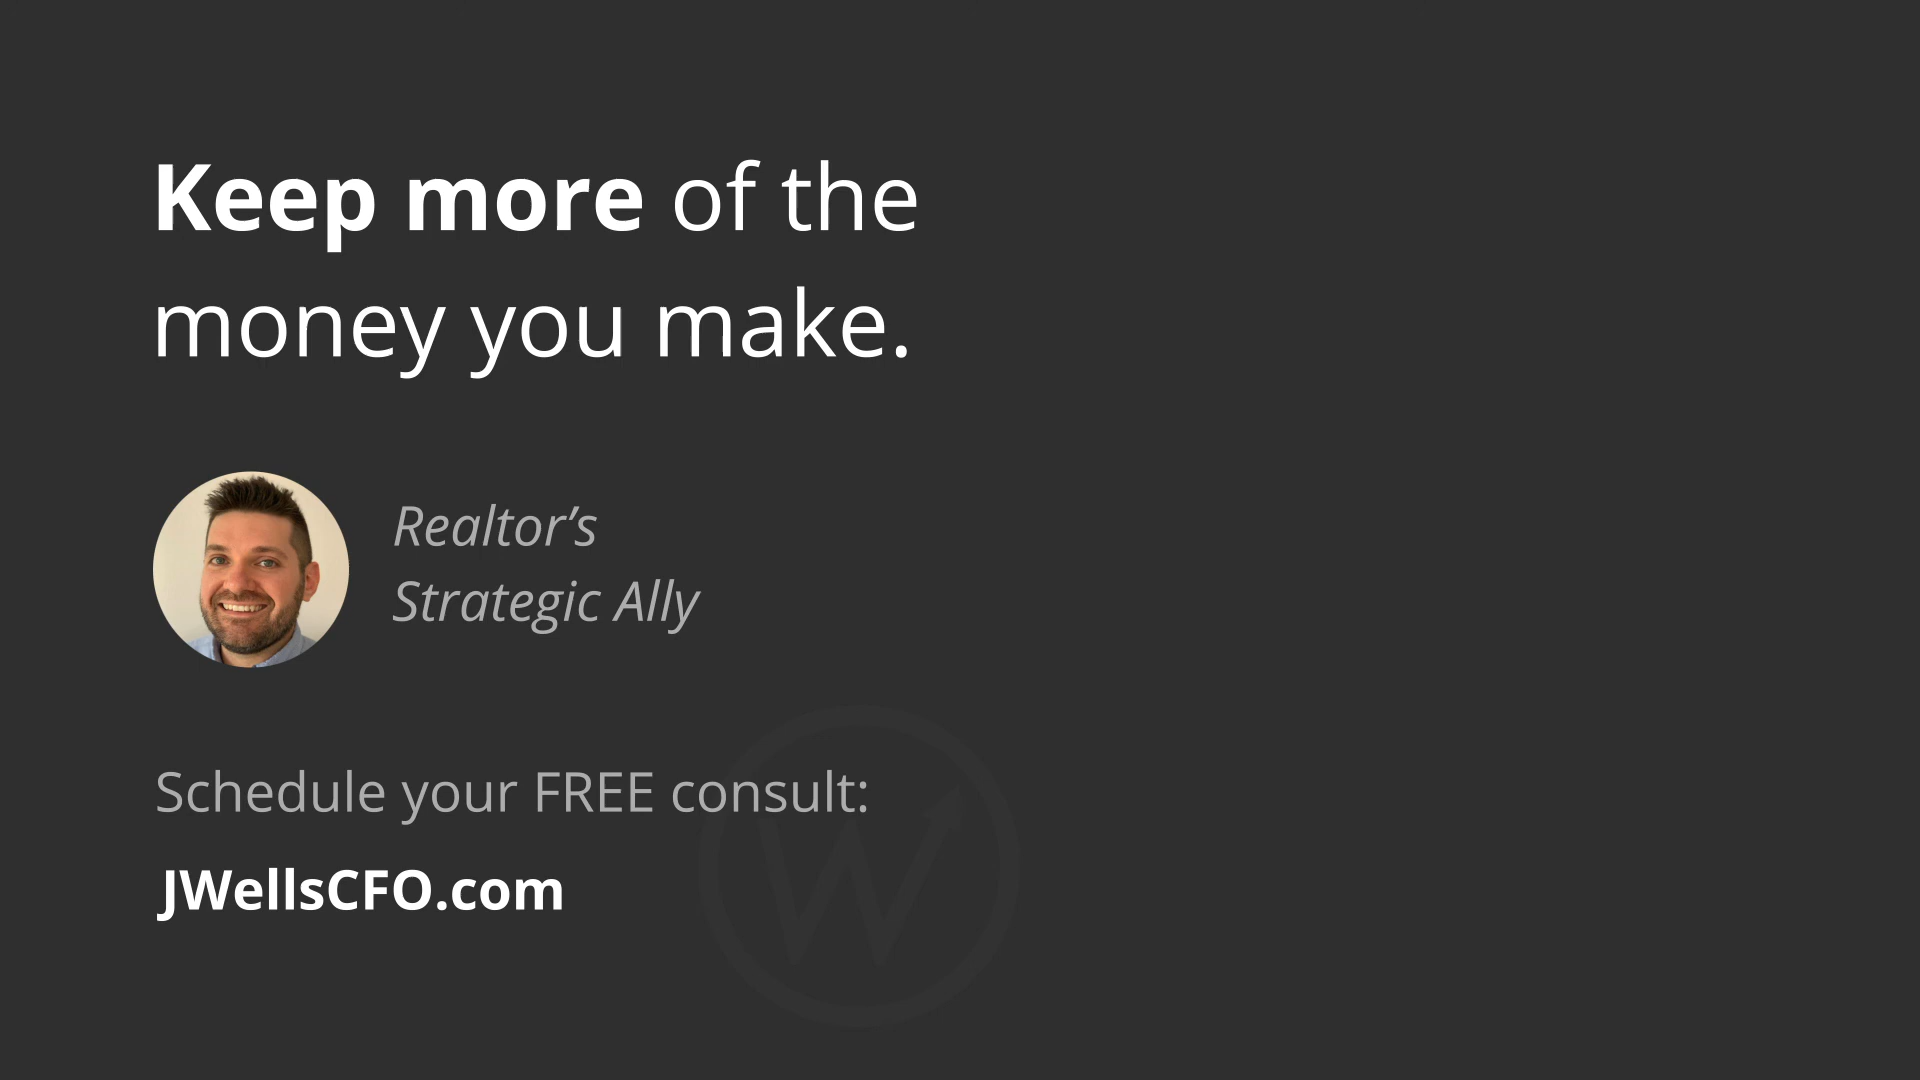 Keep more of the
money you make.
Realtor’s
Strategic Ally
Schedule your FREE consult:
JWellsCFO.com
W